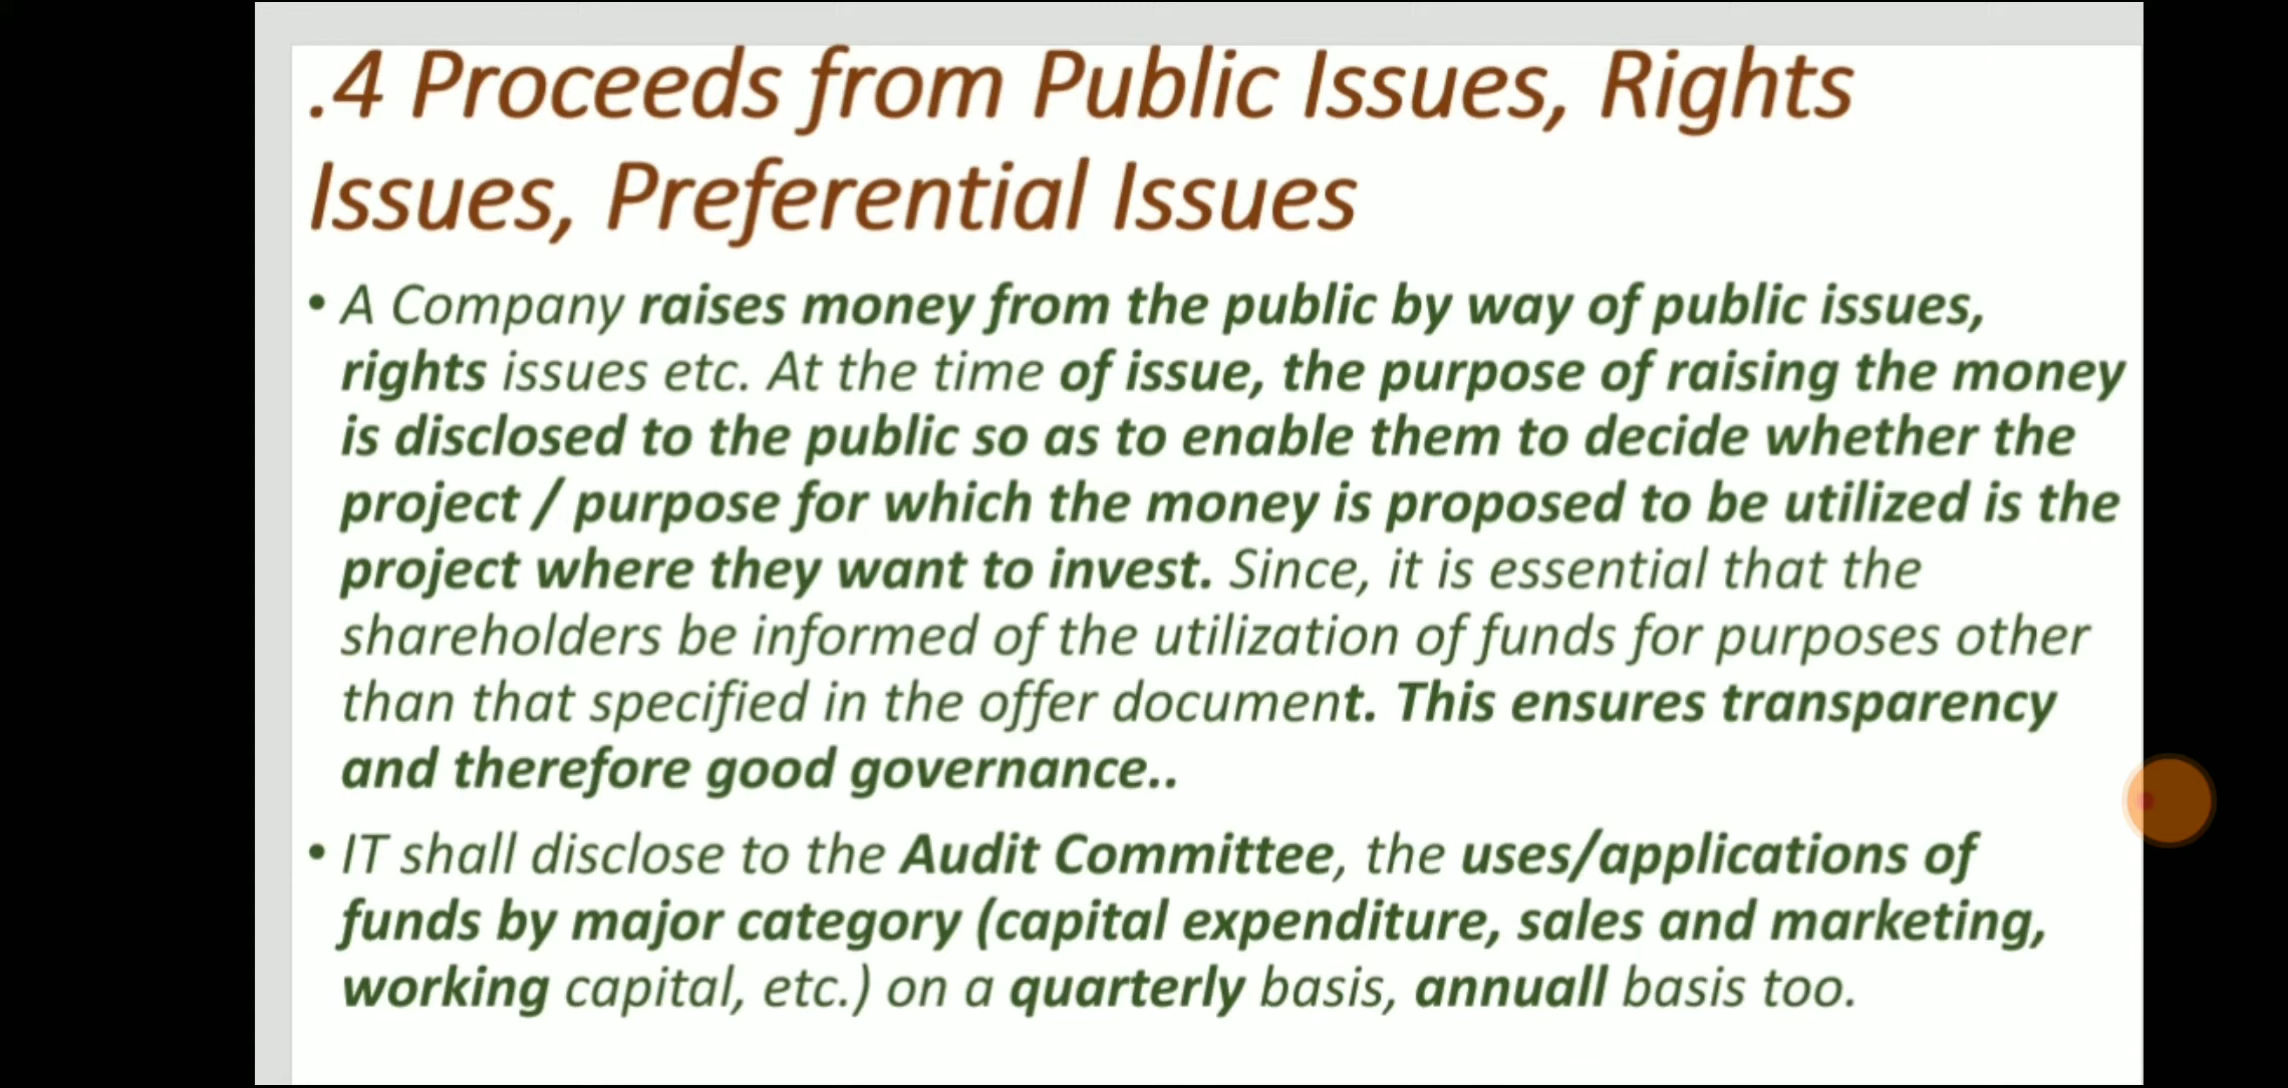 .4 Proceeds from Public Issues, Rights
Issues, Preferential Issues
• A Company raises money from the public by way of public issues,
rights issues etc. At the time of issue, the purpose of raising the money
is disclosed to the public so as to enable them to decide whether the
project / purpose for which the money is proposed to be utilized is the
project where they want to invest. Since, it is essential that the
shareholders be informed of the utilization of funds for purposes other
than that specified in the offer document. This ensures transparency
and therefore good governance..
• IT shall disclose to the Audit Committee, the uses/applications of
funds by major category (capital expenditure, sales and marketing,
working capital, etc.) on a quarterly basis, annuall basis too.